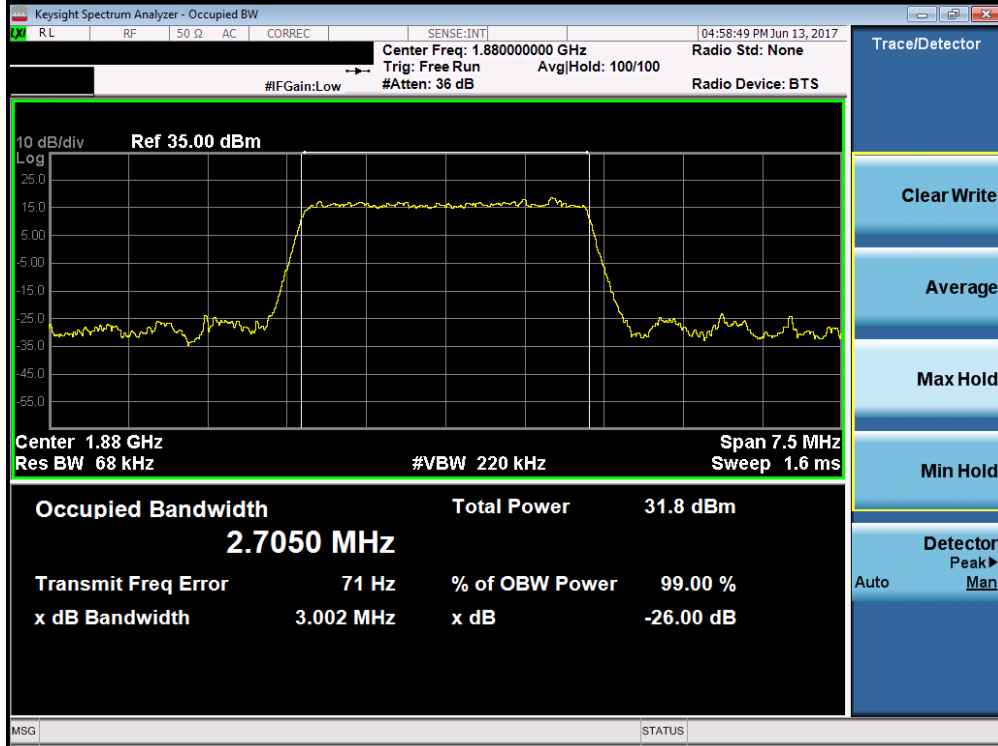 Keysight Spectrum Analyzer - Occupied BW
LXI RL RF 50 Ω AC CORREC SENSE:INT 04:58:49 PM Jun 13, 2017
Center Freq: 1.880000000 GHz Radio Std: None
Trig: Free Run Avg|Hold: 100/100
#IFGain:Low #Atten: 36 dB Radio Device: BTS
10 dB/div Ref 35.00 dBm
Log
25.0
15.0
5.00
-5.00
-15.0
-25.0
-35.0
-45.0
-55.0
Center 1.88 GHz Span 7.5 MHz
Res BW 68 kHz #VBW 220 kHz Sweep 1.6 ms
Occupied Bandwidth Total Power 31.8 dBm
2.7050 MHz
Transmit Freq Error 71 Hz % of OBW Power 99.00 %
x dB Bandwidth 3.002 MHz x dB -26.00 dB
MSG STATUS
Trace/Detector
Clear Write
Average
Max Hold
Min Hold
Detector
Peak▶
Auto Man